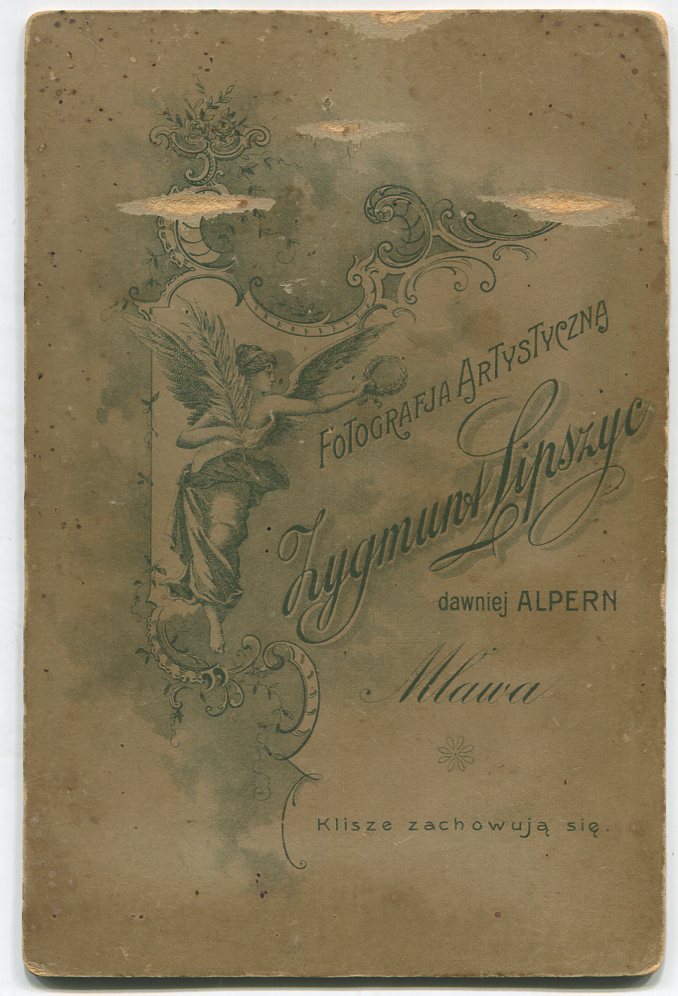 Fotografja Artystyczna
Zygmunt Lipszyc
dawniej ALPERN
Mława
Klisze zachowują się.